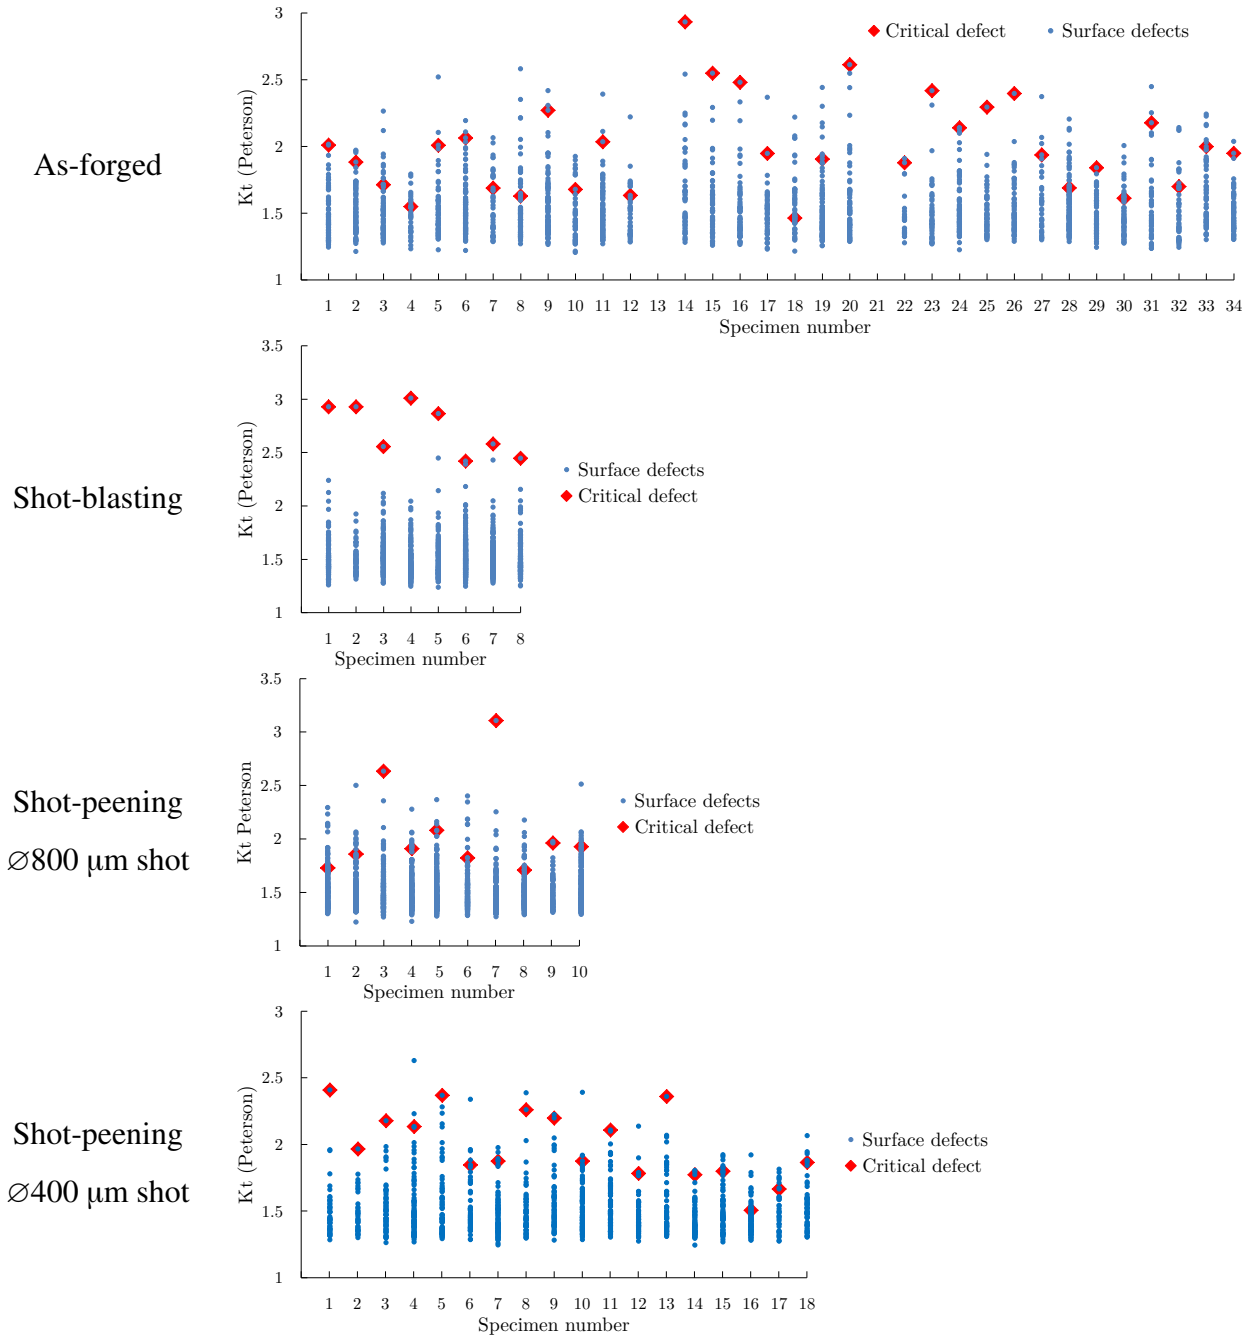 As-forged
Kt (Peterson)
3
2.5
2
1.5
1
Critical defect
Surface defects
1 2 3 4 5 6 7 8 9 10 11 12 13 14 15 16 17 18 19 20 21 22 23 24 25 26 27 28 29 30 31 32 33 34
Specimen number
Shot-blasting
Kt (Peterson)
3.5
3
2.5
2
1.5
1
Surface defects
Critical defect
1 2 3 4 5 6 7 8
Specimen number
Shot-peening
∅800 µm shot
Kt Peterson
3.5
3
2.5
2
1.5
1
Surface defects
Critical defect
1 2 3 4 5 6 7 8 9 10
Specimen number
Shot-peening
∅400 µm shot
Kt (Peterson)
3
2.5
2
1.5
1
Surface defects
Critical defect
1 2 3 4 5 6 7 8 9 10 11 12 13 14 15 16 17 18
Specimen number